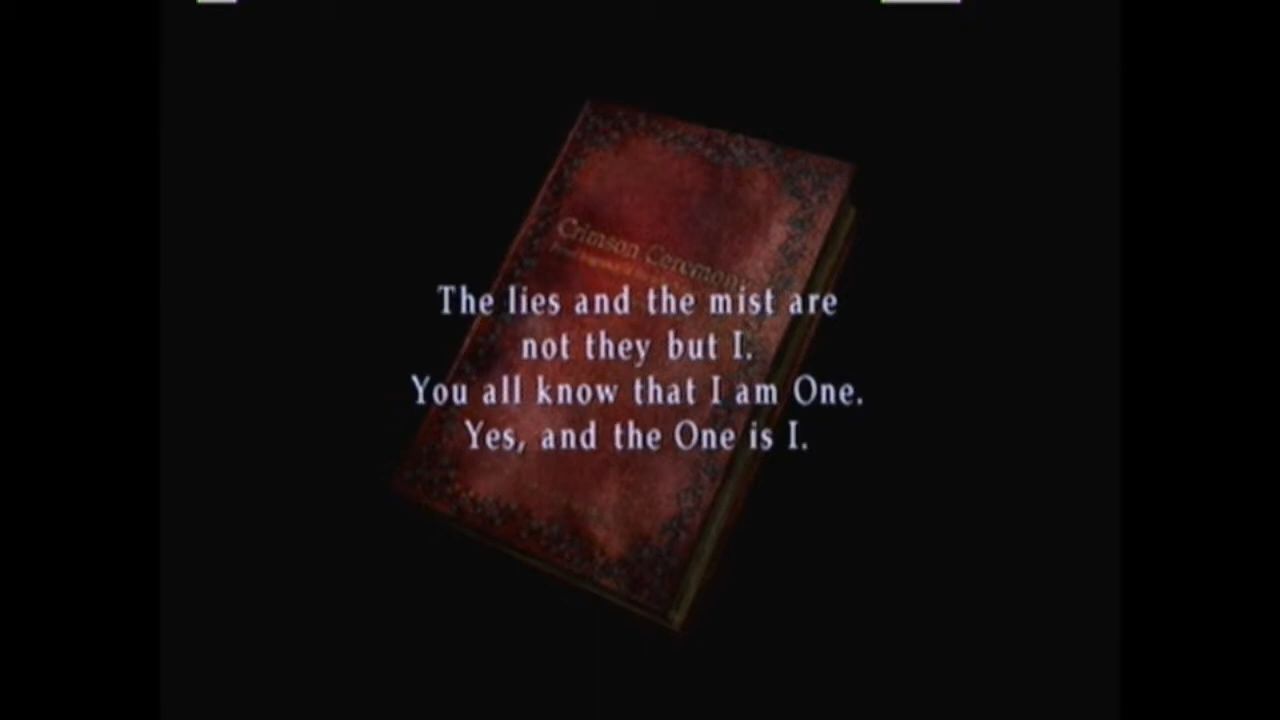 Crimson Ceremony
The lies and the mist are
not they but I.
You all know that I am One.
Yes, and the One is I.